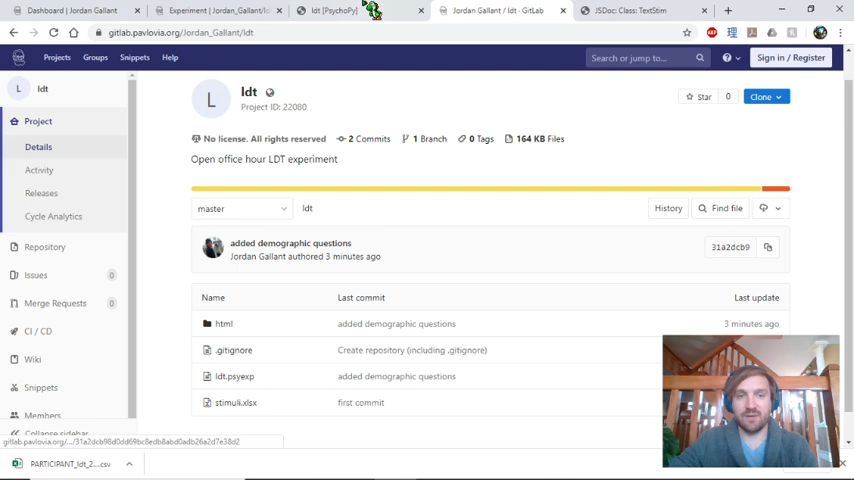 Dashboard | Jordan Gallant
Experiment | Jordan_Gallant/ld
ldt [PsychoPy]
Jordan Gallant / ldt · GitLab
JSDoc: Class: TextStim
gitlab.pavlovia.org/Jordan_Gallant/ldt
Projects Groups Snippets Help
Search or jump to...
Sign in / Register
L ldt
Project
Details
Activity
Releases
Cycle Analytics
Repository
Issues 0
Merge Requests 0
CI / CD
Wiki
Snippets
Members
Collapse sidebar
L
ldt
Project ID: 22080
Star 0
Clone
No license. All rights reserved 2 Commits 1 Branch 0 Tags 164 KB Files
Open office hour LDT experiment
master
ldt
History
Find file
added demographic questions
Jordan Gallant authored 3 minutes ago
31a2dcb9
Name Last commit Last update
html added demographic questions 3 minutes ago
.gitignore Create repository (including .gitignore)
ldt.psyexp added demographic questions
stimuli.xlsx first commit
gitlab.pavlovia.org/.../31a2dcb98d0dd69bc8edb8abd0adb26a2d7e38d2
PARTICIPANT_ldt_2....csv